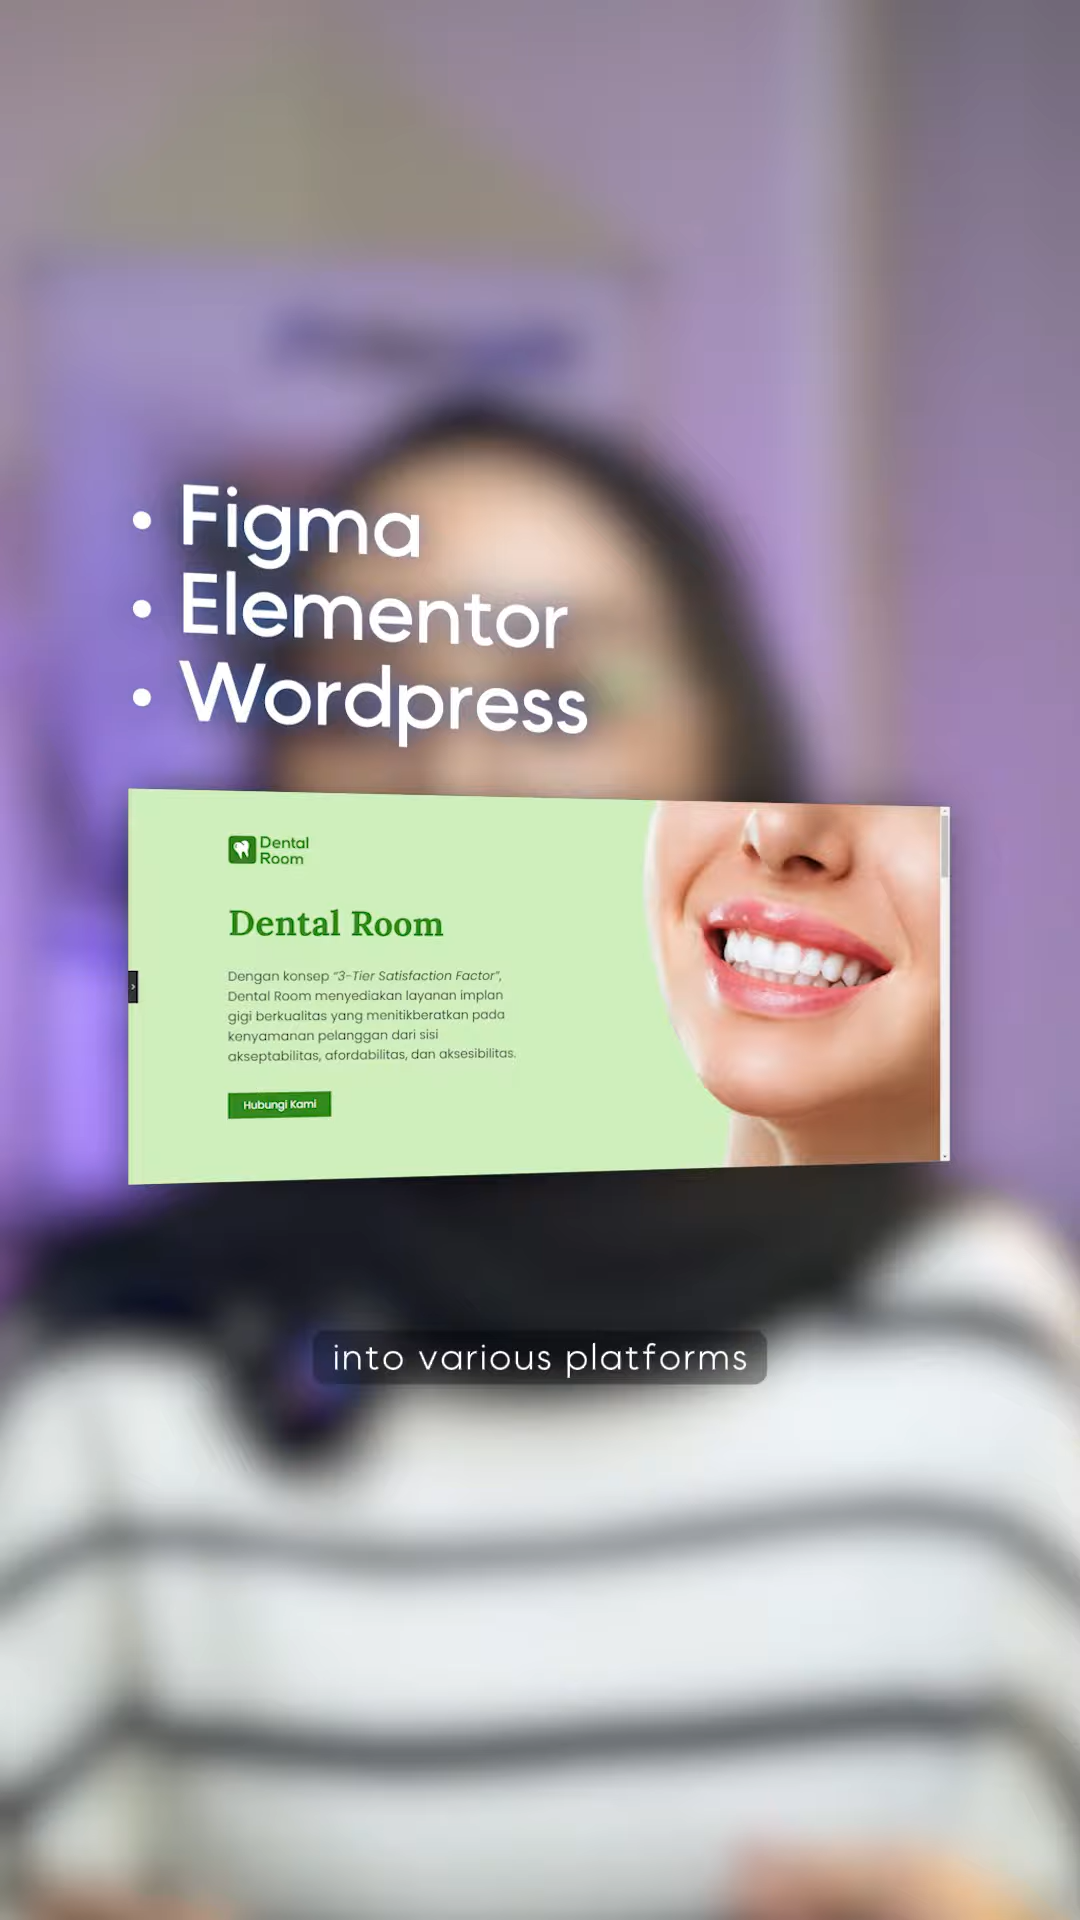 • Figma
• Elementor
• Wordpress
Dental
Room
Dental Room
Dengan konsep “3-Tier Satisfaction Factor”,
Dental Room menyediakan layanan implan
gigi berkualitas yang menitikberatkan pada
kenyamanan pelanggan dari sisi
akseptabilitas, afordabilitas, dan aksesibilitas.
Hubungi Kami
into various platforms